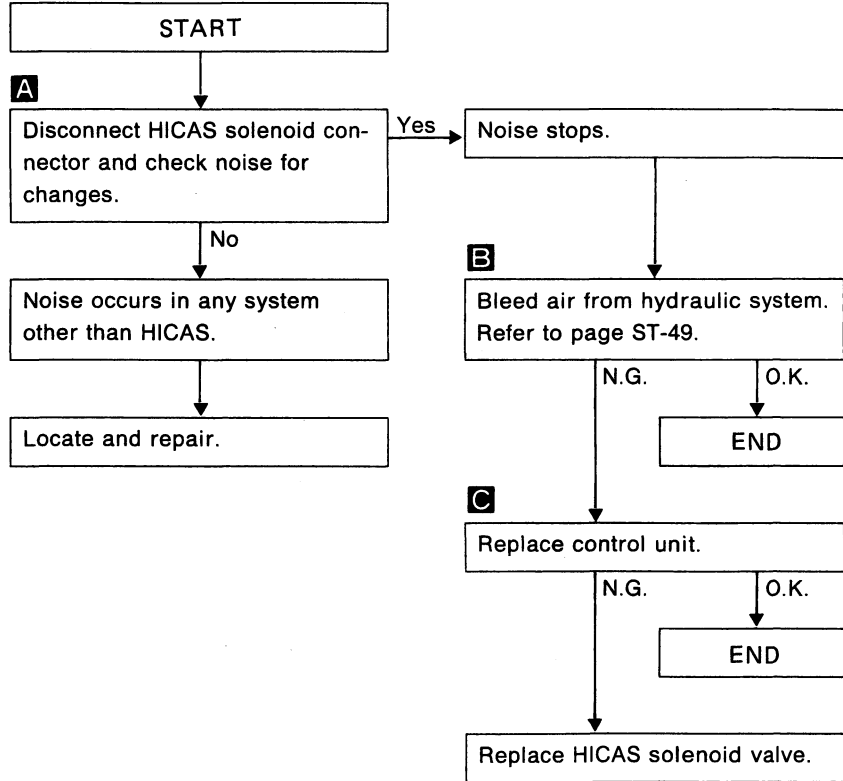 START
A
Disconnect HICAS solenoid con-
nector and check noise for
changes.
Yes
Noise stops.
No
Noise occurs in any system
other than HICAS.
Locate and repair.
B
Bleed air from hydraulic system.
Refer to page ST-49.
N.G.
O.K.
END
C
Replace control unit.
N.G.
O.K.
END
Replace HICAS solenoid valve.